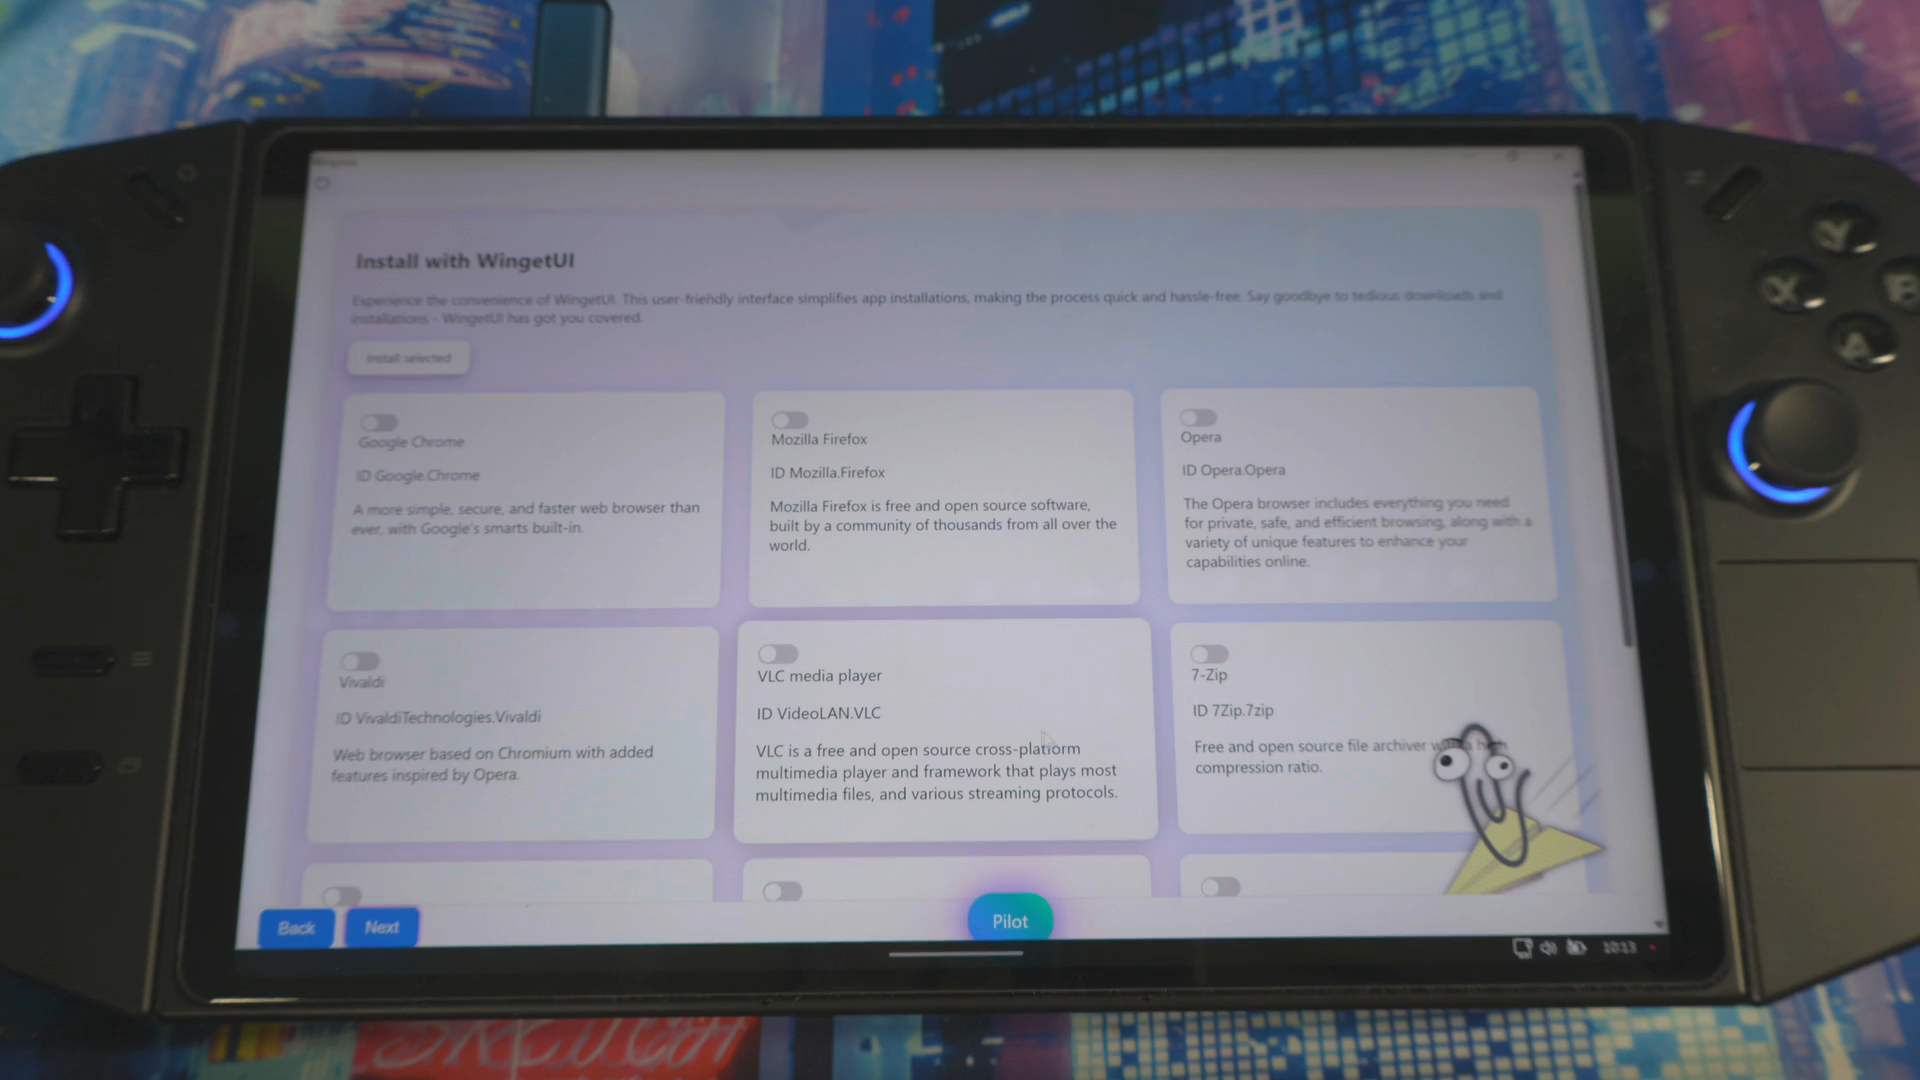 Install with WingetUI
Experience the convenience of WingetUI. This user-friendly interface simplifies app installations, making the process quick and hassle-free. Say goodbye to tedious downloads and
installations - WingetUI has got you covered.
Install selected
Google Chrome
ID Google.Chrome
A more simple, secure, and faster web browser than
ever, with Google's smarts built-in.
Mozilla Firefox
ID Mozilla.Firefox
Mozilla Firefox is free and open source software,
built by a community of thousands from all over the
world.
Opera
ID Opera.Opera
The Opera browser includes everything you need
for private, safe, and efficient browsing, along with a
variety of unique features to enhance your
capabilities online.
Vivaldi
ID VivaldiTechnologies.Vivaldi
Web browser based on Chromium with added
features inspired by Opera.
VLC media player
ID VideoLAN.VLC
VLC is a free and open source cross-platform
multimedia player and framework that plays most
multimedia files, and various streaming protocols.
7-Zip
ID 7Zip.7zip
Free and open source file archiver with a high
compression ratio.
Back
Next
Pilot
10:13
Y
X
B
A